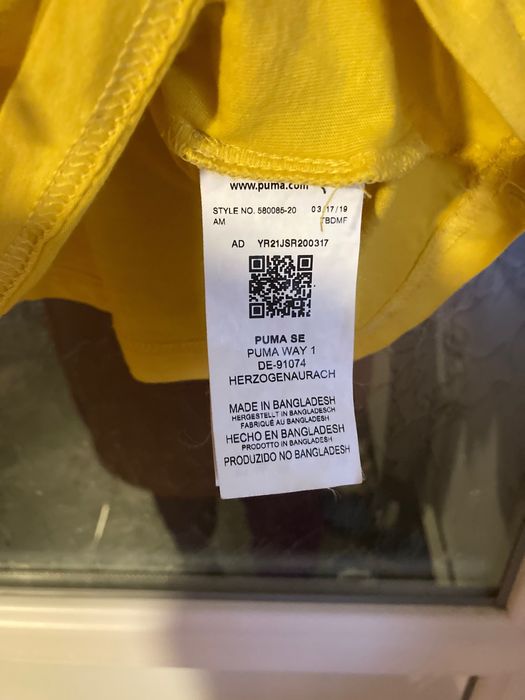 www.puma.com
STYLE NO. 580085-20 03/17/19
AM TBDMF
AD YR21JSR200317
PUMA SE
PUMA WAY 1
DE-91074
HERZOGENAURACH
MADE IN BANGLADESH
HERGESTELLT IN BANGLADESCH
FABRIQUÉ AU BANGLADESH
HECHO EN BANGLADESH
PRODOTTO IN BANGLADESH
PRODUZIDO NO BANGLADESH